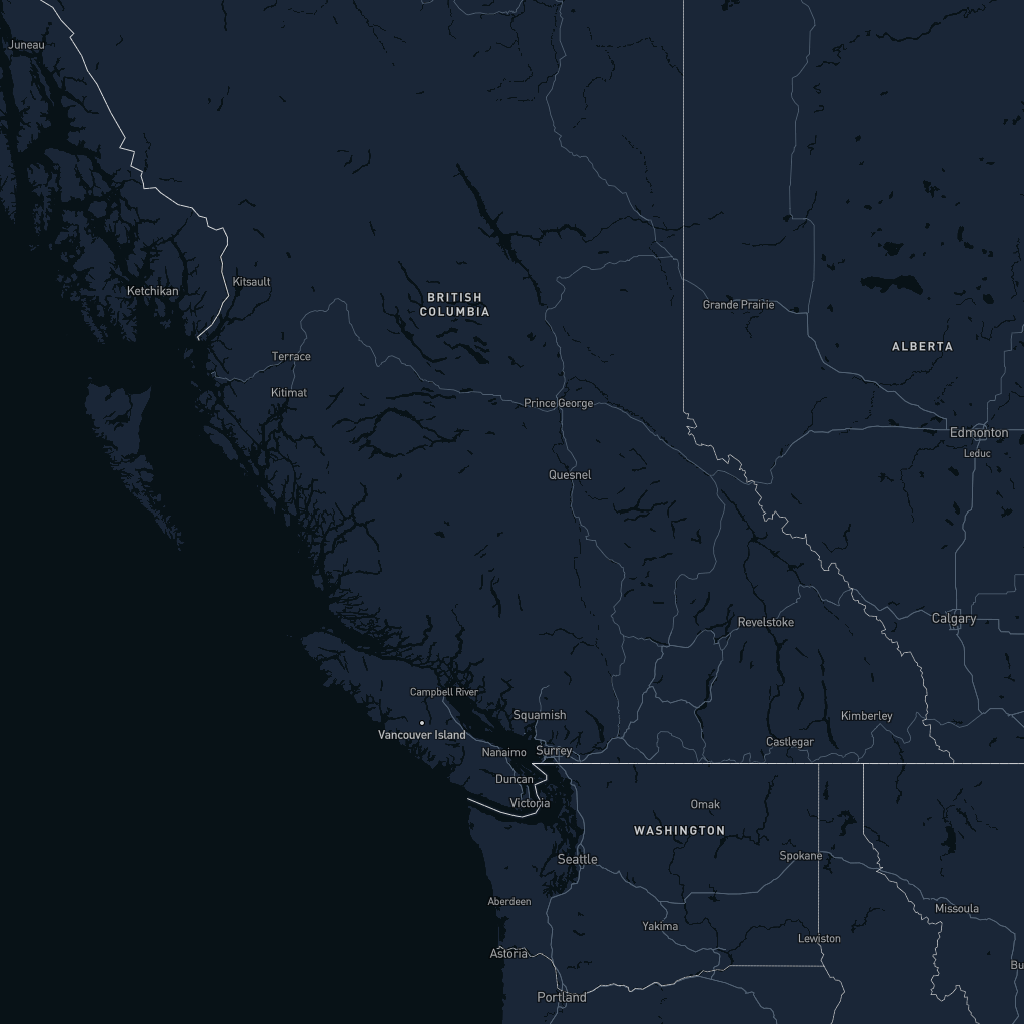 Juneau
Ketchikan
Kitsault
BRITISH
COLUMBIA
Grande Prairie
ALBERTA
Terrace
Kitimat
Prince George
Edmonton
Leduc
Quesnel
Revelstoke
Calgary
Campbell River
Squamish
Kimberley
Vancouver Island
Nanaimo
Surrey
Castlegar
Duncan
Victoria
Omak
WASHINGTON
Seattle
Spokane
Aberdeen
Missoula
Yakima
Lewiston
Astoria
Bu
Portland